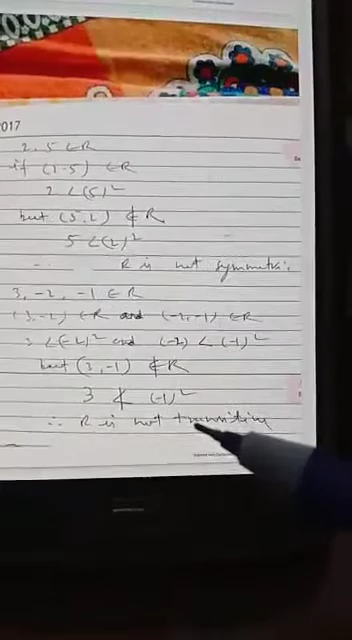 2017
2, 5 ∈ R
if (2-5) ∈ R
2 < (5)²
but (5,2) ∉ R
5 < (2)²
R is not symmetric.
3, -2, -1 ∈ R
(3,-2) ∈ R and (-2,-1) ∈ R
3 < (-2)² and (-2) < (-1)²
but (3,-1) ∉ R
3 ≮ (-1)²
∴ R is not